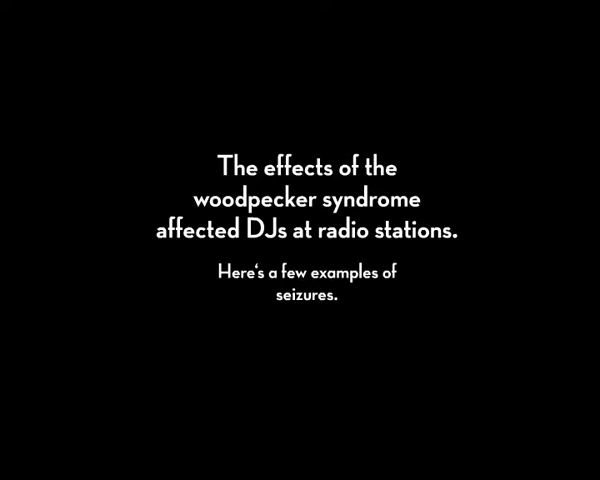 The effects of the
woodpecker syndrome
affected DJs at radio stations.
Here's a few examples of
seizures.